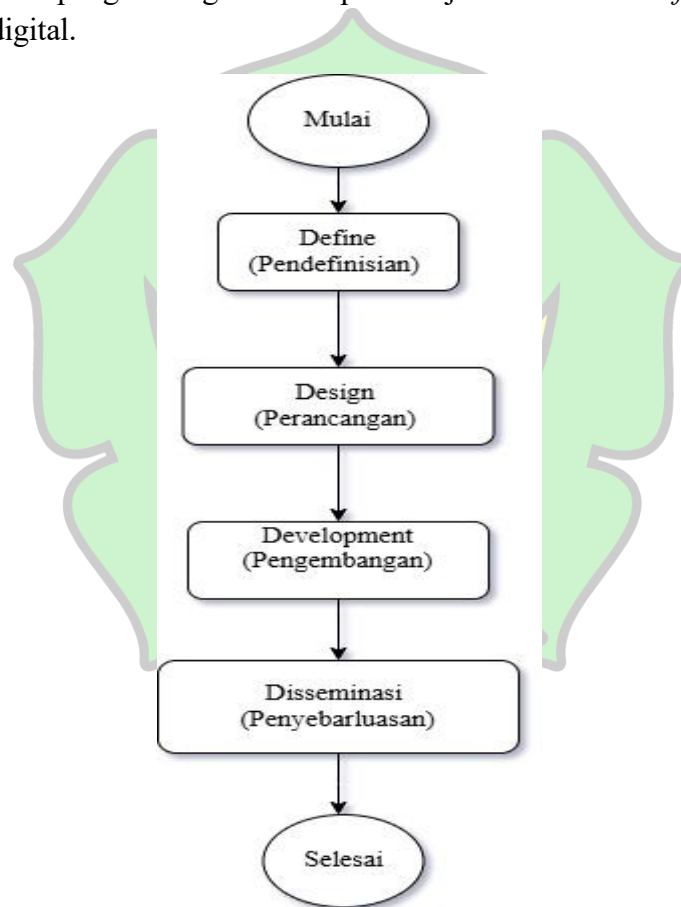 digital.
Mulai
Define
(Pendefinisian)
Design
(Perancangan)
Development
(Pengembangan)
Disseminasi
(Penyebarluasan)
Selesai